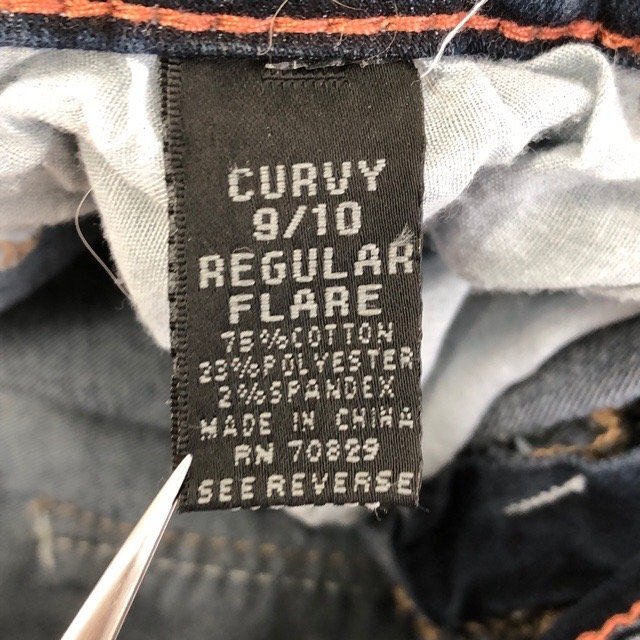 CURVY
9/10
REGULAR
FLARE
75%COTTON
23%POLYESTER
2%SPANDEX
MADE IN CHINA
RN 70829
SEE REVERSE